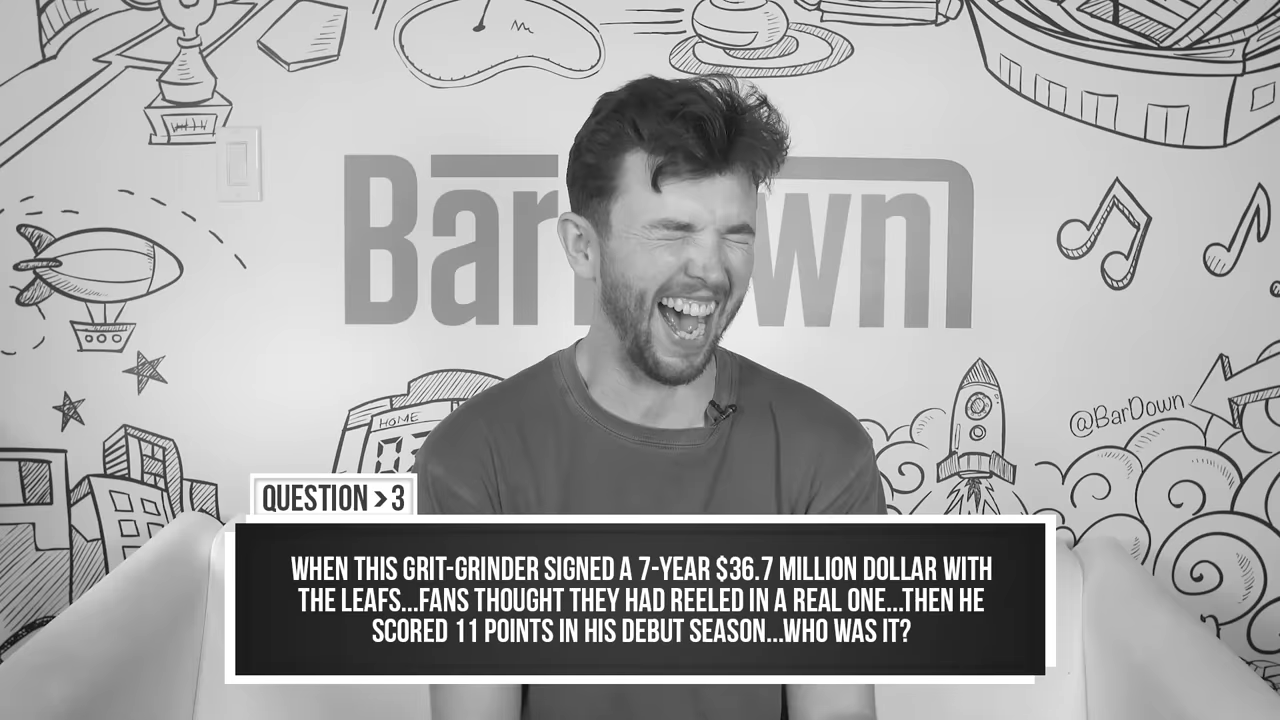 BarDown
HOME
@BarDown
QUESTION > 3
WHEN THIS GRIT-GRINDER SIGNED A 7-YEAR $36.7 MILLION DOLLAR WITH
THE LEAFS...FANS THOUGHT THEY HAD REELED IN A REAL ONE...THEN HE
SCORED 11 POINTS IN HIS DEBUT SEASON...WHO WAS IT?